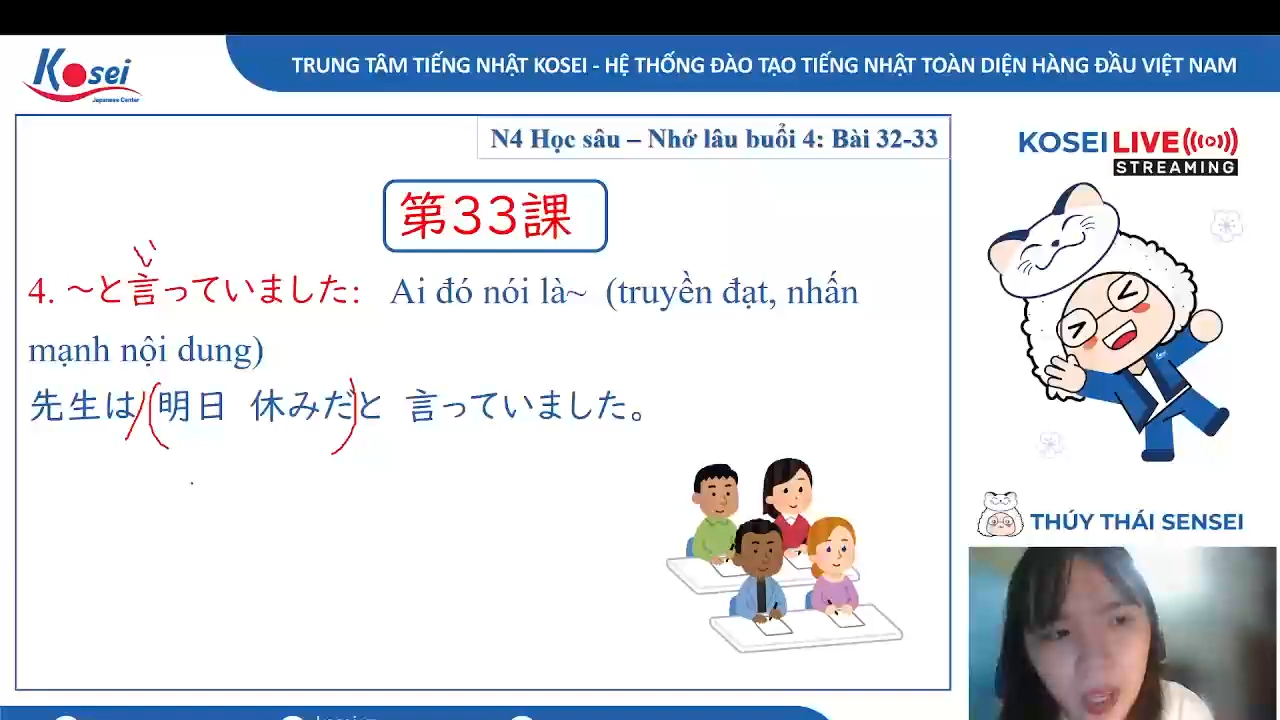 Kosei
Japanese Center
TRUNG TÂM TIẾNG NHẬT KOSEI - HỆ THỐNG ĐÀO TẠO TIẾNG NHẬT TOÀN DIỆN HÀNG ĐẦU VIỆT NAM
N4 Học sâu – Nhớ lâu buổi 4: Bài 32-33
KOSEI LIVE
STREAMING
第33課
い
4. ～と言っていました: Ai đó nói là~ (truyền đạt, nhấn
mạnh nội dung)
先生は 明日 休みだと 言っていました。
THÚY THÁI SENSEI